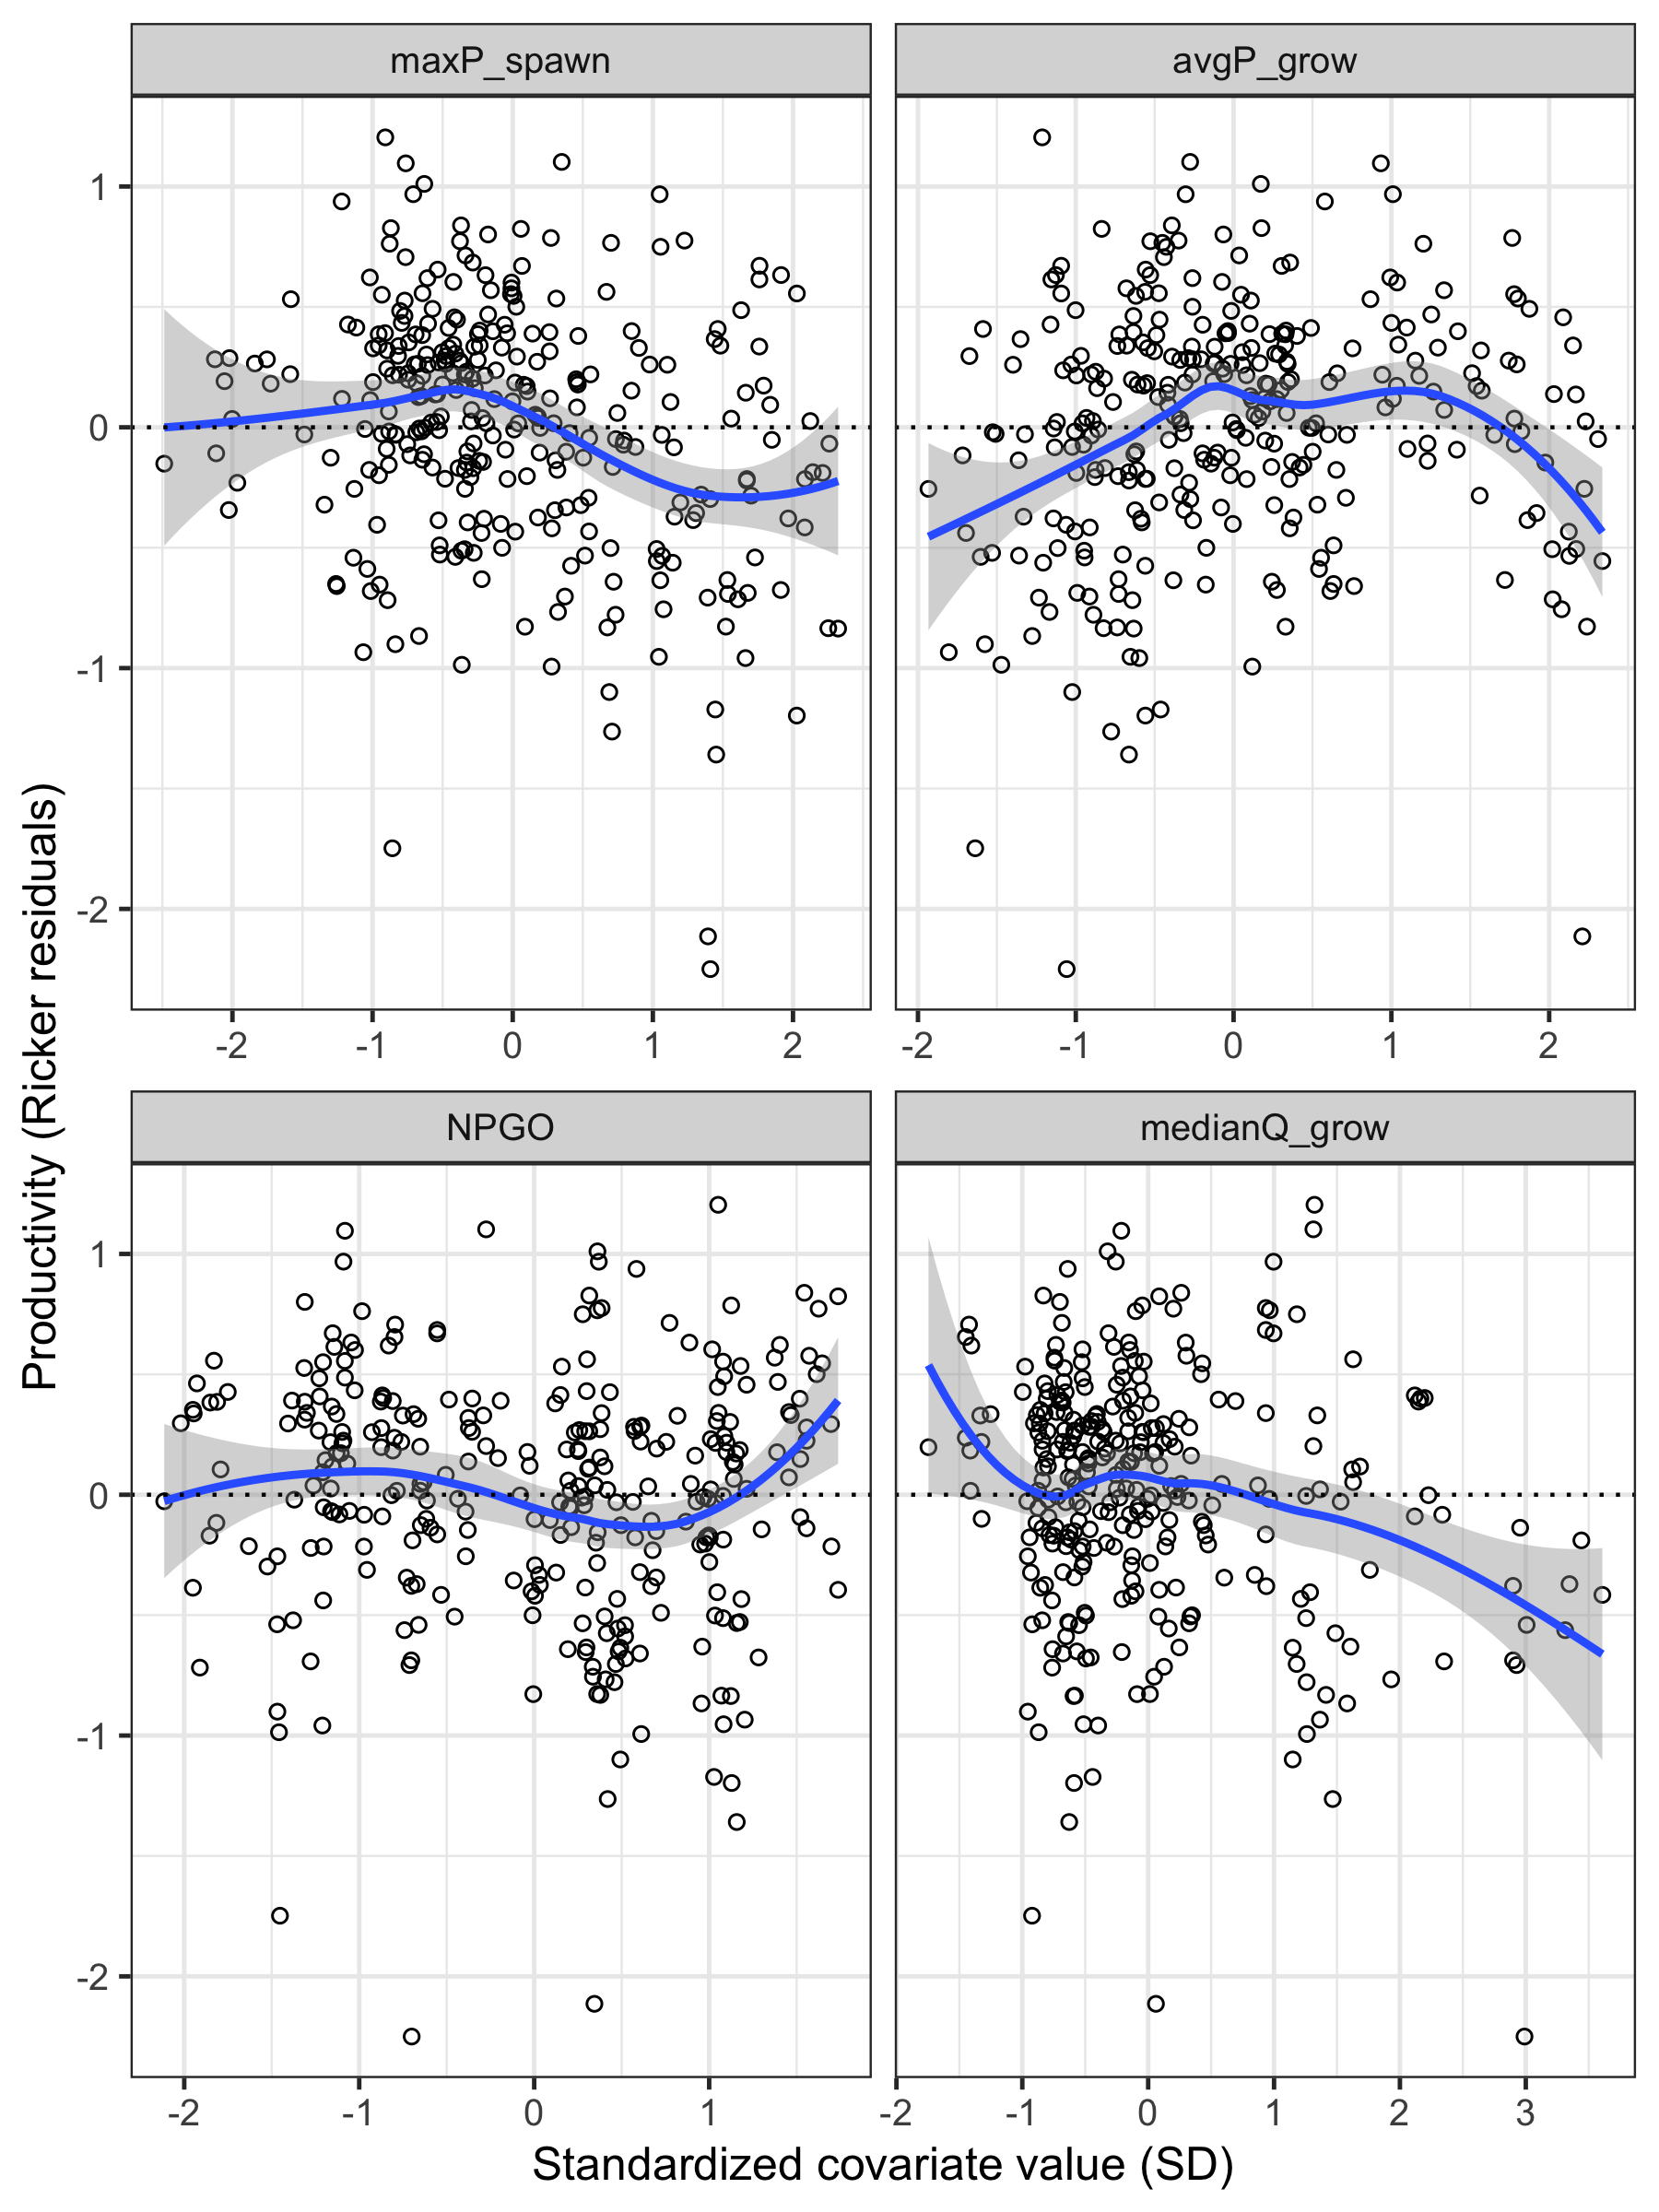 maxP_spawn
avgP_grow
1
0
-1
-2
-2 -1 0 1 2
-2 -1 0 1 2
NPGO
medianQ_grow
1
0
-1
-2
-2 -1 0 1
-2 -1 0 1 2 3
Productivity (Ricker residuals)
Standardized covariate value (SD)